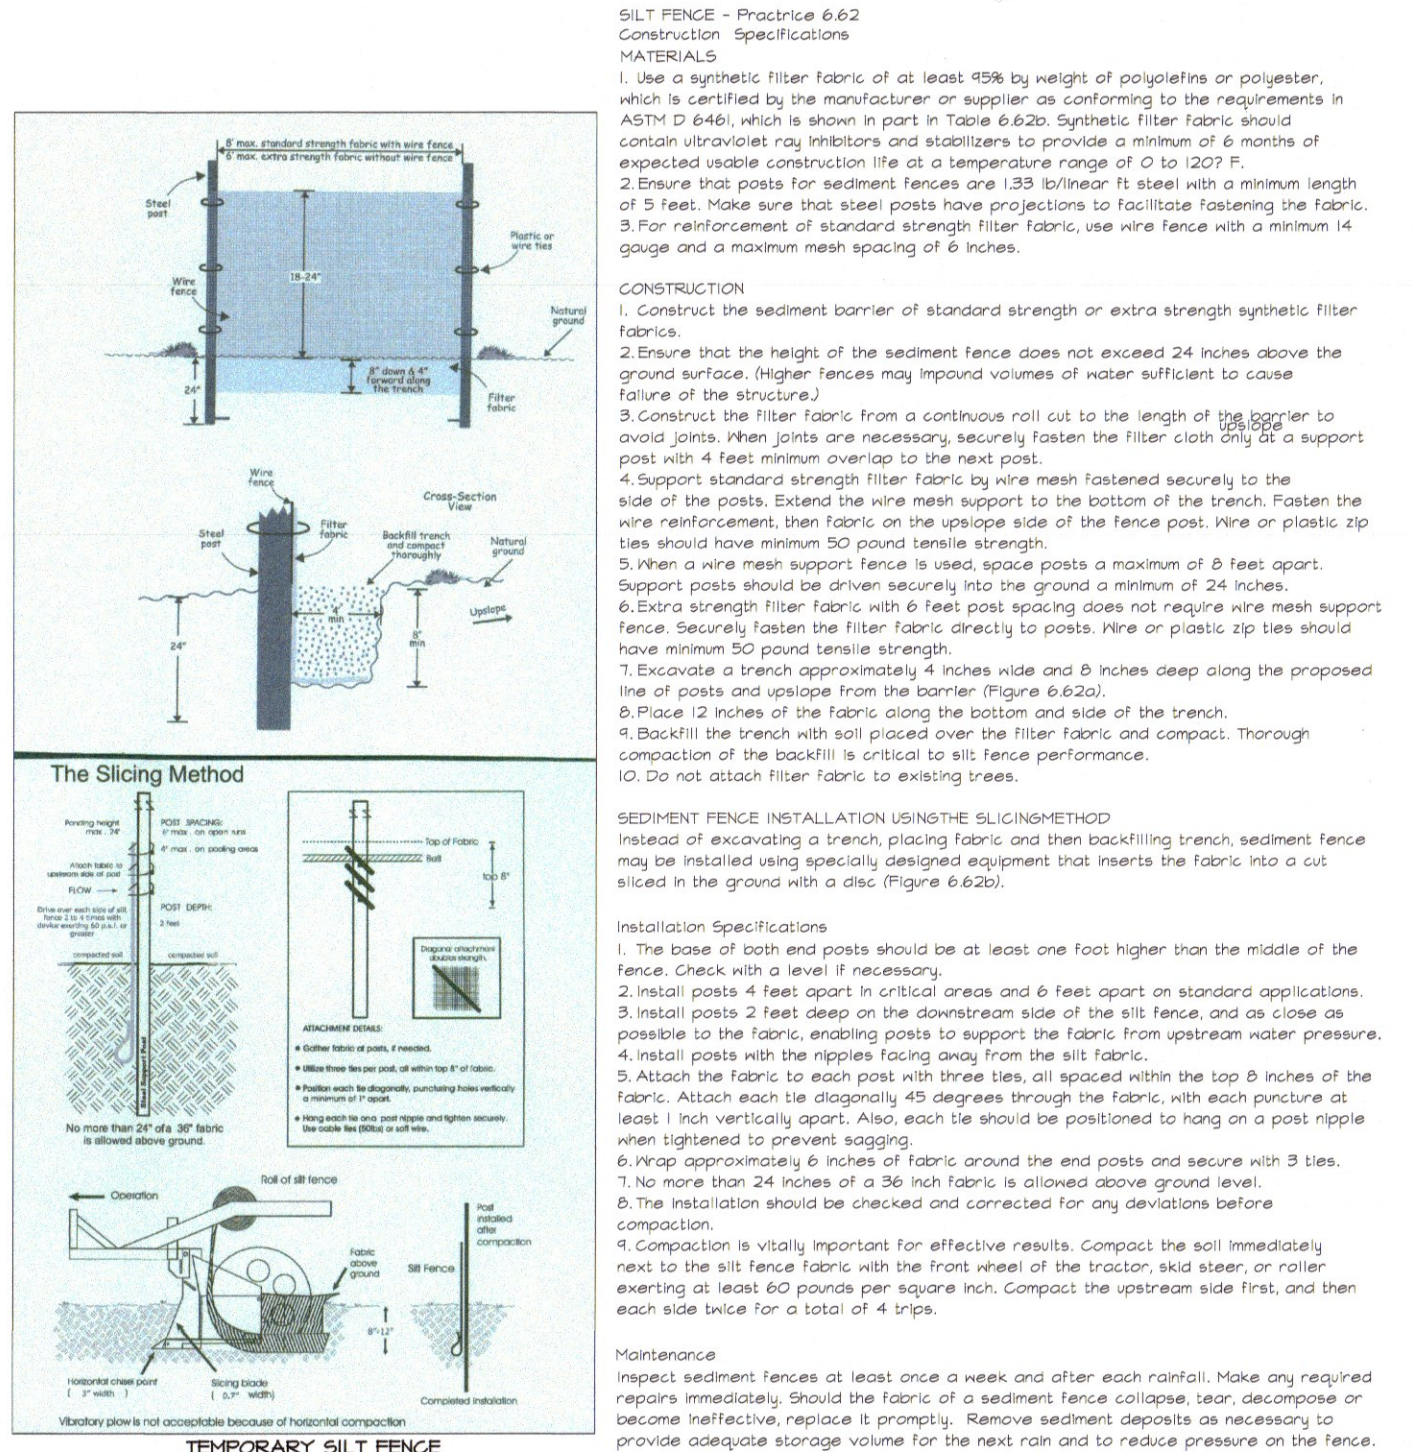 8' max. standard strength fabric with wire fence
6' max. extra strength fabric without wire fence
Steel
post
Plastic or
wire ties
18-24"
Wire
fence
Natural
ground
8" down & 4"
forward along
the trench
24"
Filter
fabric
Wire
fence
Cross-Section
View
Filter
fabric
Steel
post
Backfill trench
and compact
thoroughly
Natural
ground
4"
min
Upslope
8"
min
24"
The Slicing Method
Ponding height
max. 24"
POST SPACING:
6' max. on open runs
4' max. on pooling areas
Attach fabric to
upstream side of post
FLOW
Drive over each side of silt
fence 2 to 4 times with
device exerting 60 p.s.i. or
greater
POST DEPTH:
2 feet
compacted soil
compacted soil
Steel Support Post
No more than 24" of a 36" fabric
is allowed above ground.
Top of Fabric
Belt
top 8"
Diagonal attachment
doubles strength.
ATTACHMENT DETAILS:
• Gather fabric at posts, if needed.
• Utilize three ties per post, all within top 8" of fabric.
• Position each tie diagonally, puncturing holes vertically
a minimum of 1" apart.
• Hang each tie on a post nipple and tighten securely.
Use cable ties (50lbs) or soft wire.
Operation
Roll of silt fence
Post
installed
after
compaction
Fabric
above
ground
Silt Fence
8"-12"
Horizontal chisel point
( 3" width )
Slicing blade
( 0.7" width)
Completed Installation
Vibratory plow is not acceptable because of horizontal compaction
TEMPORARY SILT FENCE
SILT FENCE - Practrice 6.62
Construction Specifications
MATERIALS
1. Use a synthetic filter fabric of at least 95% by weight of polyolefins or polyester,
which is certified by the manufacturer or supplier as conforming to the requirements in
ASTM D 6461, which is shown in part in Table 6.62b. Synthetic filter fabric should
contain ultraviolet ray inhibitors and stabilizers to provide a minimum of 6 months of
expected usable construction life at a temperature range of 0 to 120? F.
2. Ensure that posts for sediment fences are 1.33 lb/linear ft steel with a minimum length
of 5 feet. Make sure that steel posts have projections to facilitate fastening the fabric.
3. For reinforcement of standard strength filter fabric, use wire fence with a minimum 14
gauge and a maximum mesh spacing of 6 inches.
CONSTRUCTION
1. Construct the sediment barrier of standard strength or extra strength synthetic filter
fabrics.
2. Ensure that the height of the sediment fence does not exceed 24 inches above the
ground surface. (Higher fences may impound volumes of water sufficient to cause
failure of the structure.)
3. Construct the filter fabric from a continuous roll cut to the length of the barrier to
upslope
avoid joints. When joints are necessary, securely fasten the filter cloth only at a support
post with 4 feet minimum overlap to the next post.
4. Support standard strength filter fabric by wire mesh fastened securely to the
side of the posts. Extend the wire mesh support to the bottom of the trench. Fasten the
wire reinforcement, then fabric on the upslope side of the fence post. Wire or plastic zip
ties should have minimum 50 pound tensile strength.
5. When a wire mesh support fence is used, space posts a maximum of 8 feet apart.
Support posts should be driven securely into the ground a minimum of 24 inches.
6. Extra strength filter fabric with 6 feet post spacing does not require wire mesh support
fence. Securely fasten the filter fabric directly to posts. Wire or plastic zip ties should
have minimum 50 pound tensile strength.
7. Excavate a trench approximately 4 inches wide and 8 inches deep along the proposed
line of posts and upslope from the barrier (Figure 6.62a).
8. Place 12 inches of the fabric along the bottom and side of the trench.
9. Backfill the trench with soil placed over the filter fabric and compact. Thorough
compaction of the backfill is critical to silt fence performance.
10. Do not attach filter fabric to existing trees.
SEDIMENT FENCE INSTALLATION USINGTHE SLICINGMETHOD
Instead of excavating a trench, placing fabric and then backfilling trench, sediment fence
may be installed using specially designed equipment that inserts the fabric into a cut
sliced in the ground with a disc (Figure 6.62b).
Installation Specifications
1. The base of both end posts should be at least one foot higher than the middle of the
fence. Check with a level if necessary.
2. Install posts 4 feet apart in critical areas and 6 feet apart on standard applications.
3. Install posts 2 feet deep on the downstream side of the silt fence, and as close as
possible to the fabric, enabling posts to support the fabric from upstream water pressure.
4. Install posts with the nipples facing away from the silt fabric.
5. Attach the fabric to each post with three ties, all spaced within the top 8 inches of the
fabric. Attach each tie diagonally 45 degrees through the fabric, with each puncture at
least 1 inch vertically apart. Also, each tie should be positioned to hang on a post nipple
when tightened to prevent sagging.
6. Wrap approximately 6 inches of fabric around the end posts and secure with 3 ties.
7. No more than 24 inches of a 36 inch fabric is allowed above ground level.
8. The installation should be checked and corrected for any deviations before
compaction.
9. Compaction is vitally important for effective results. Compact the soil immediately
next to the silt fence fabric with the front wheel of the tractor, skid steer, or roller
exerting at least 60 pounds per square inch. Compact the upstream side first, and then
each side twice for a total of 4 trips.
Maintenance
Inspect sediment fences at least once a week and after each rainfall. Make any required
repairs immediately. Should the fabric of a sediment fence collapse, tear, decompose or
become ineffective, replace it promptly. Remove sediment deposits as necessary to
provide adequate storage volume for the next rain and to reduce pressure on the fence.